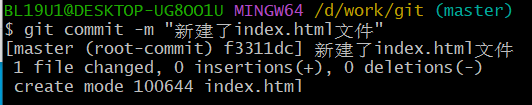 BL19U1@DESKTOP-UG8OO1U MINGW64 /d/work/git (master)
$ git commit -m "新建了index.html文件"
[master (root-commit) f3311dc] 新建了index.html文件
1 file changed, 0 insertions(+), 0 deletions(-)
create mode 100644 index.html